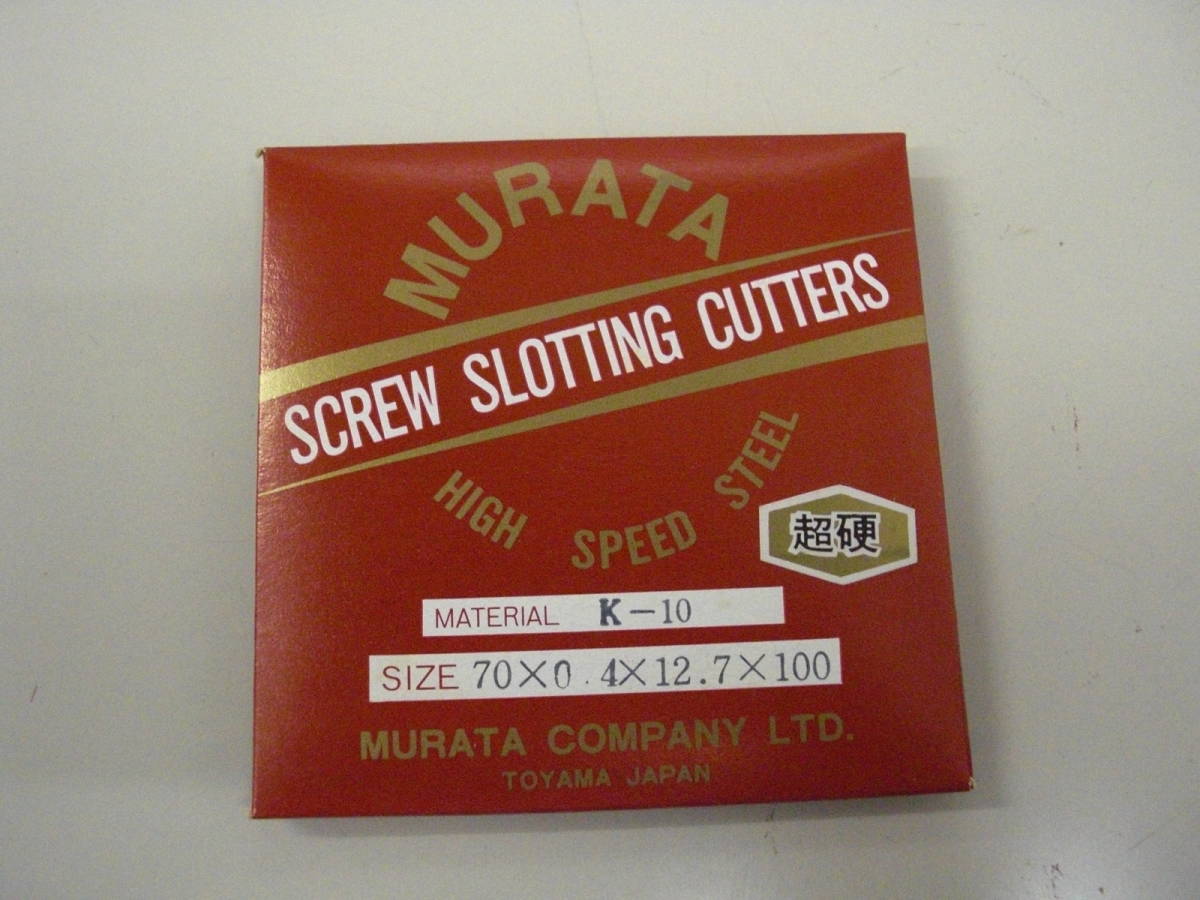 MURATA
SCREW SLOTTING CUTTERS
HIGH SPEED STEEL
超硬
MATERIAL K-10
SIZE 70×0.4×12.7×100
MURATA COMPANY LTD.
TOYAMA JAPAN